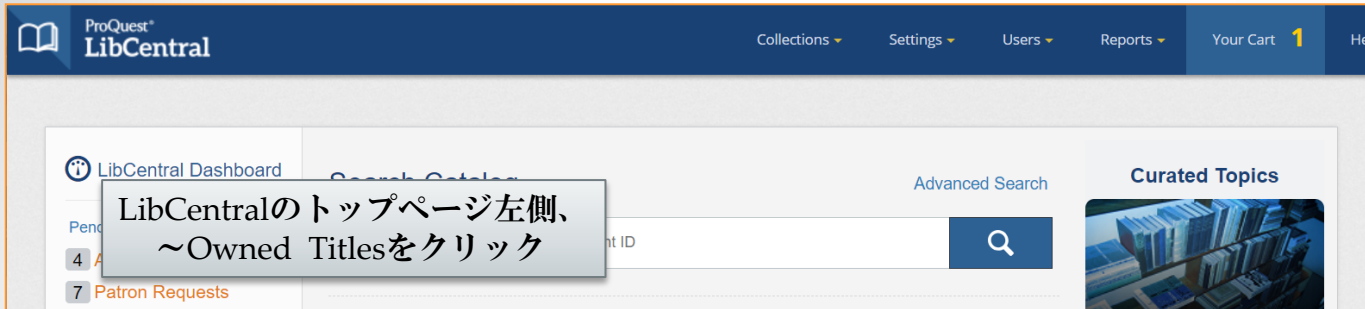 ProQuest®
LibCentral
Collections
Settings
Users
Reports
Your Cart 1
LibCentral Dashboard
Advanced Search
Curated Topics
LibCentralのトップページ左側、
～Owned Titlesをクリック
ID
4
7 Patron Requests